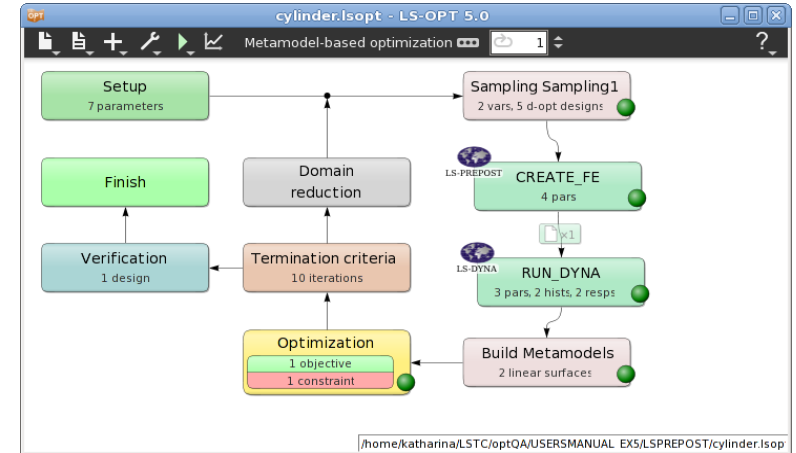 cylinder.lsopt - LS-OPT 5.0
OPT
Metamodel-based optimization
1
?
Setup
7 parameters
Sampling Sampling1
2 vars, 5 d-opt designs
LS-PREPOST
CREATE_FE
4 pars
Finish
Domain
reduction
×1
Verification
1 design
Termination criteria
10 iterations
LS-DYNA
RUN_DYNA
3 pars, 2 hists, 2 resps
Optimization
1 objective
1 constraint
Build Metamodels
2 linear surfaces
/home/katharina/LSTC/optQA/USERSMANUAL_EX5/LSPREPOST/cylinder.lsop